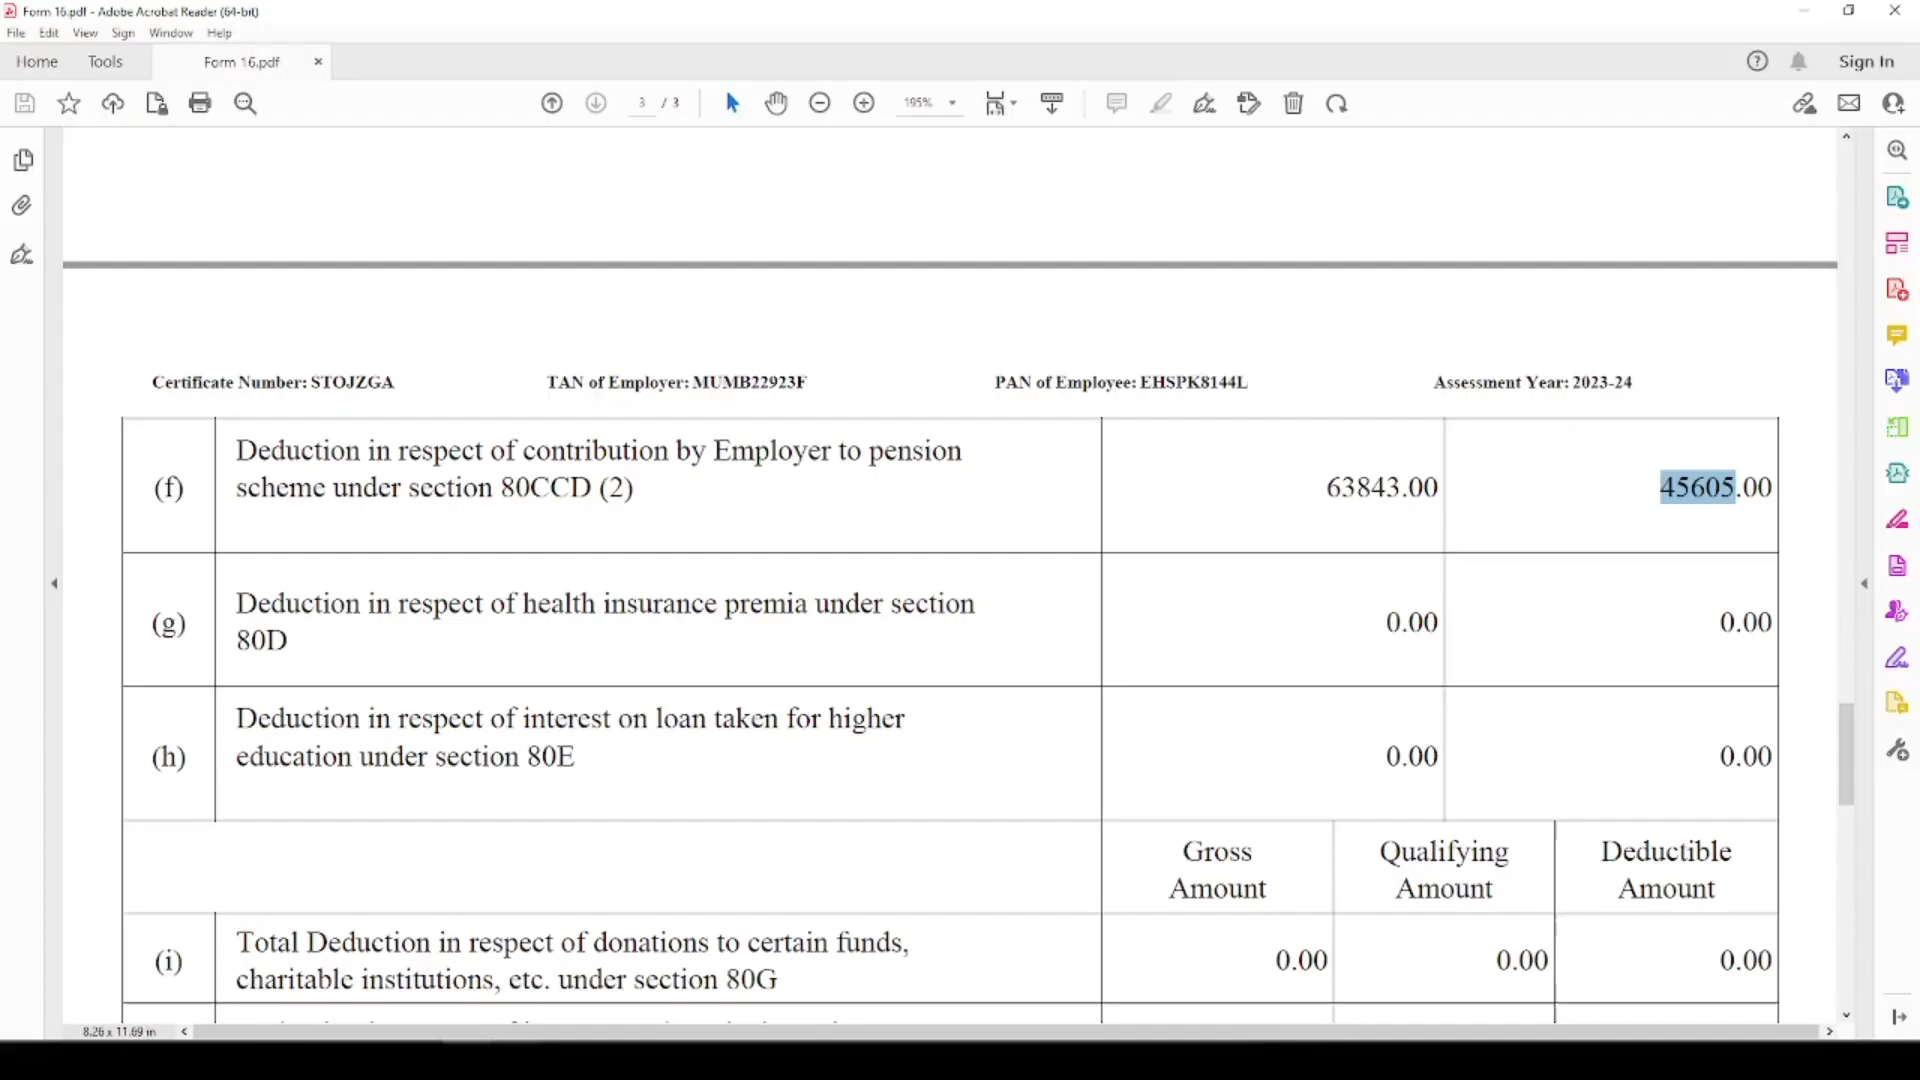 Form 16.pdf - Adobe Acrobat Reader (64-bit)
File Edit View Sign Window Help
Home Tools Form 16.pdf Sign In
3 / 3 195%
Certificate Number: STOJZGA TAN of Employer: MUMB22923F PAN of Employee: EHSPK8144L Assessment Year: 2023-24
Deduction in respect of contribution by Employer to pension
(f) scheme under section 80CCD (2) 63843.00 45605.00
Deduction in respect of health insurance premia under section
(g) 80D 0.00 0.00
Deduction in respect of interest on loan taken for higher
(h) education under section 80E 0.00 0.00
Gross Qualifying Deductible
Amount Amount Amount
Total Deduction in respect of donations to certain funds,
(i) charitable institutions, etc. under section 80G 0.00 0.00 0.00
8.26 x 11.69 in